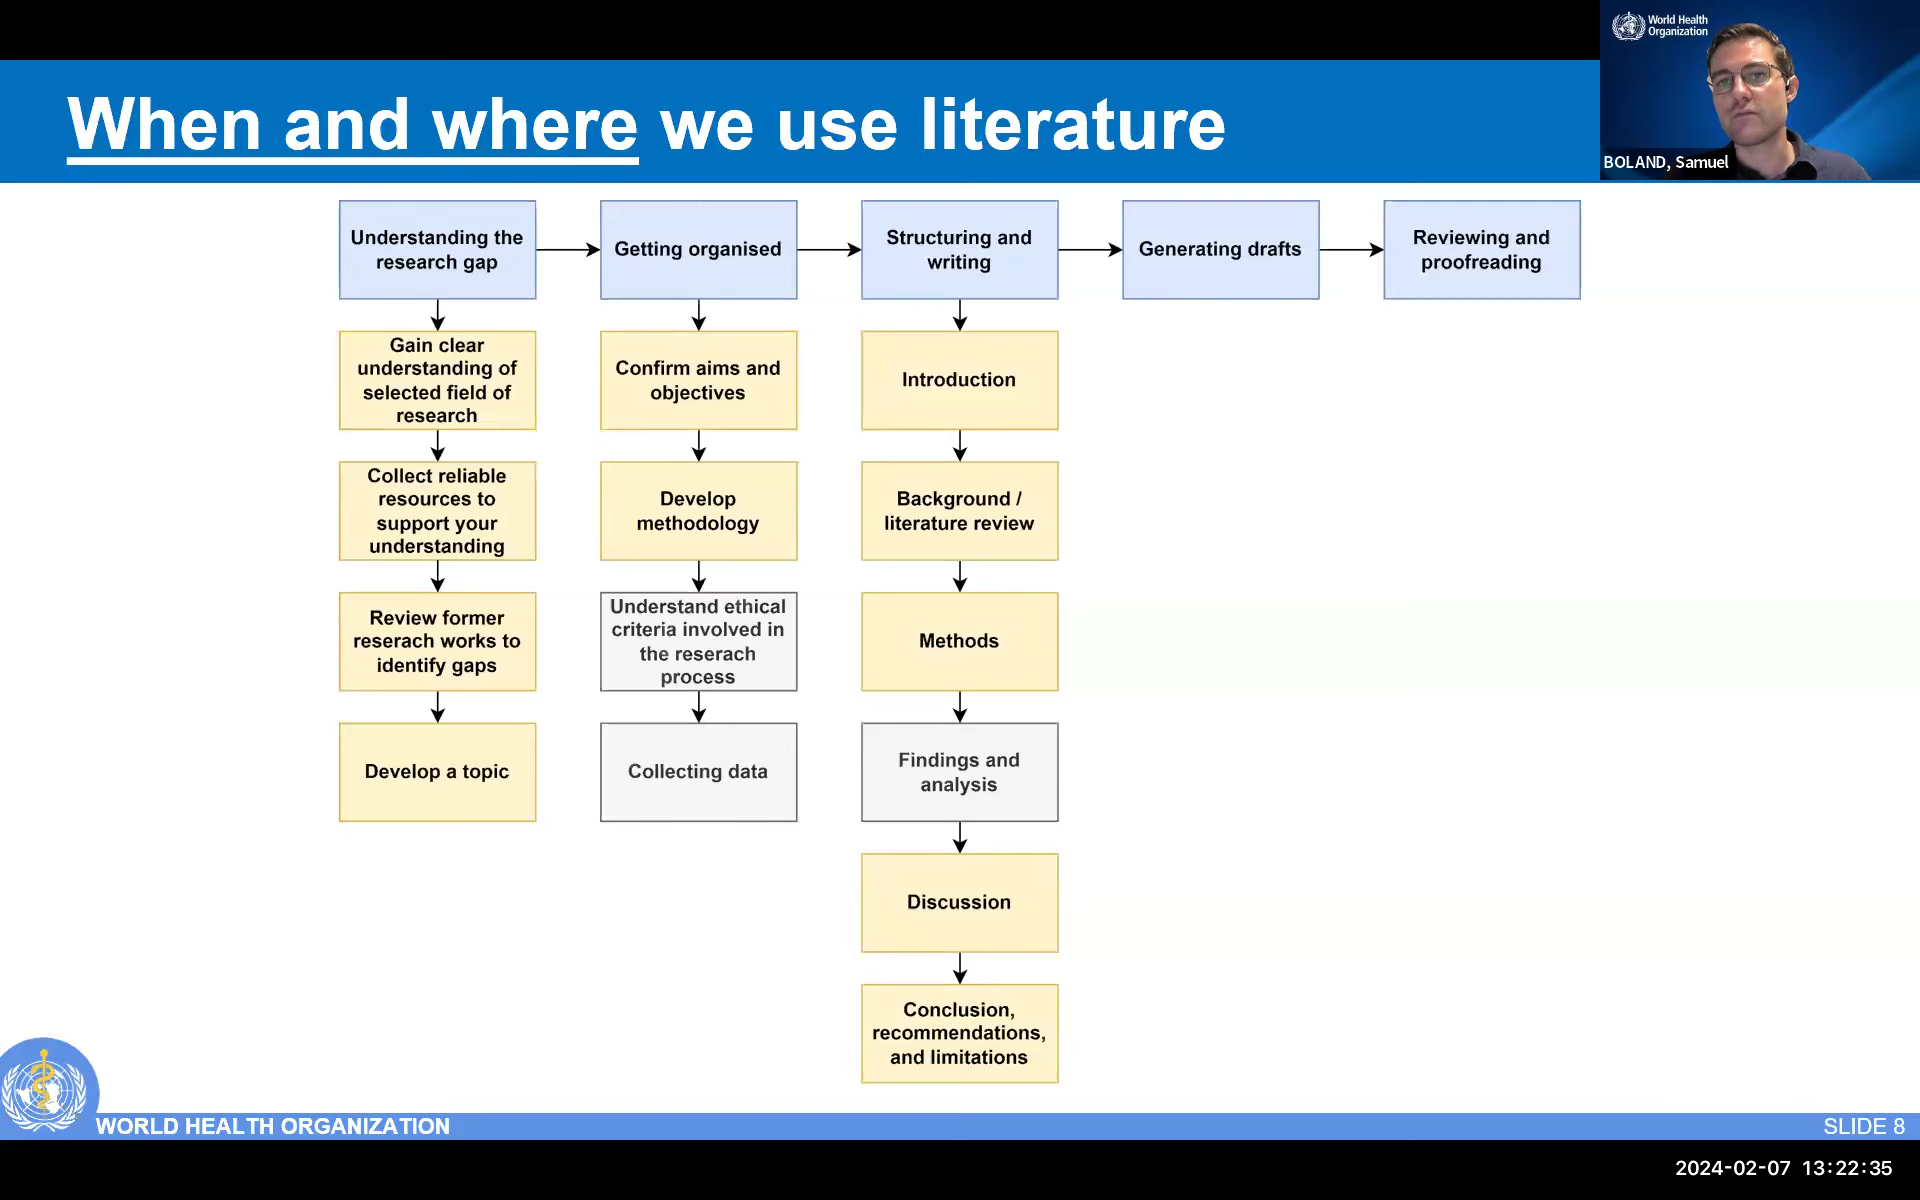 World Health
Organization
BOLAND, Samuel
When and where we use literature
Understanding the
research gap
Getting organised
Structuring and
writing
Generating drafts
Reviewing and
proofreading
Gain clear
understanding of
selected field of
research
Confirm aims and
objectives
Introduction
Collect reliable
resources to
support your
understanding
Develop
methodology
Background /
literature review
Review former
reserach works to
identify gaps
Understand ethical
criteria involved in
the reserach
process
Methods
Develop a topic
Collecting data
Findings and
analysis
Discussion
Conclusion,
recommendations,
and limitations
WORLD HEALTH ORGANIZATION
SLIDE 8
2024-02-07 13:22:35